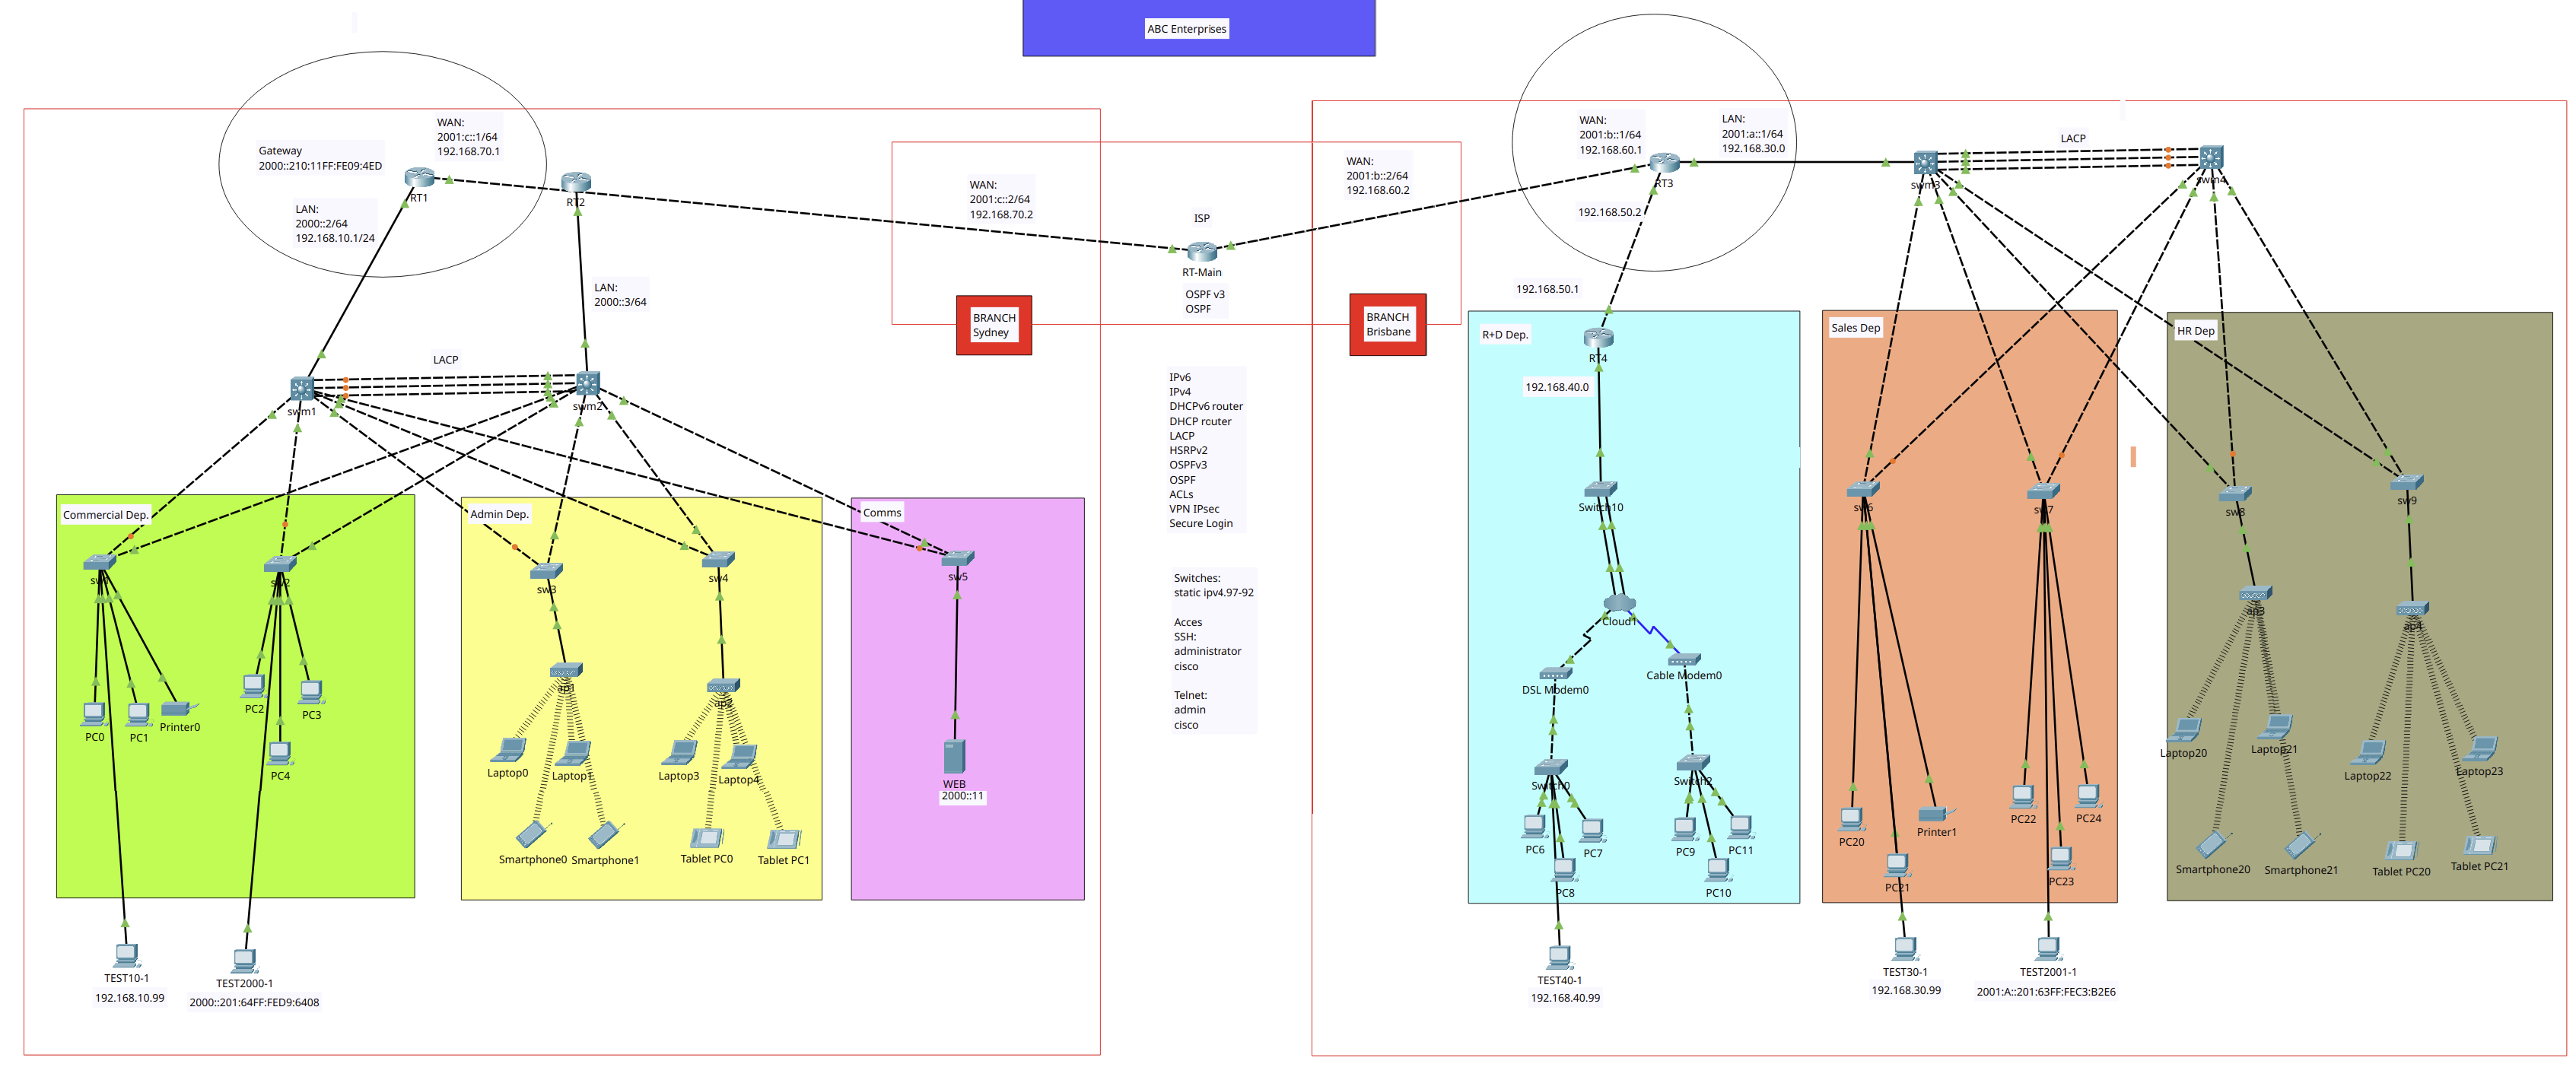 ABC Enterprises
WAN:
2001:c::1/64
192.168.70.1
Gateway
2000::210:11FF:FE09:4ED
RT1
RT2
LAN:
2000::2/64
192.168.10.1/24
LAN:
2000::3/64
LACP
swm1
swm2
WAN:
2001:c::2/64
192.168.70.2
ISP
RT-Main
OSPF v3
OSPF
WAN:
2001:b::2/64
192.168.60.2
BRANCH
Sydney
BRANCH
Brisbane
WAN:
2001:b::1/64
192.168.60.1
LAN:
2001:a::1/64
192.168.30.0
RT3
192.168.50.2
192.168.50.1
LACP
swm3
swm4
IPv6
IPv4
DHCPv6 router
DHCP router
LACP
HSRPv2
OSPFv3
OSPF
ACLs
VPN IPsec
Secure Login
Switches:
static ipv4.97-92
Acces
SSH:
administrator
cisco
Telnet:
admin
cisco
Commercial Dep.
sw1
sw2
PC0
PC1
Printer0
PC2
PC3
PC4
TEST10-1
192.168.10.99
TEST2000-1
2000::201:64FF:FED9:6408
Admin Dep.
sw3
sw4
ap1
ap2
Laptop0
Laptop1
Laptop3
Laptop4
Smartphone0
Smartphone1
Tablet PC0
Tablet PC1
Comms
sw5
WEB
2000::11
R+D Dep.
RT4
192.168.40.0
Switch10
Cloud1
DSL Modem0
Cable Modem0
Switch0
Switch2
PC6
PC7
PC8
PC9
PC11
PC10
TEST40-1
192.168.40.99
Sales Dep
sw6
sw7
PC20
Printer1
PC21
PC22
PC24
PC23
TEST30-1
192.168.30.99
TEST2001-1
2001:A::201:63FF:FEC3:B2E6
HR Dep
sw8
sw9
ap3
ap4
Laptop20
Laptop21
Laptop22
Laptop23
Smartphone20
Smartphone21
Tablet PC20
Tablet PC21